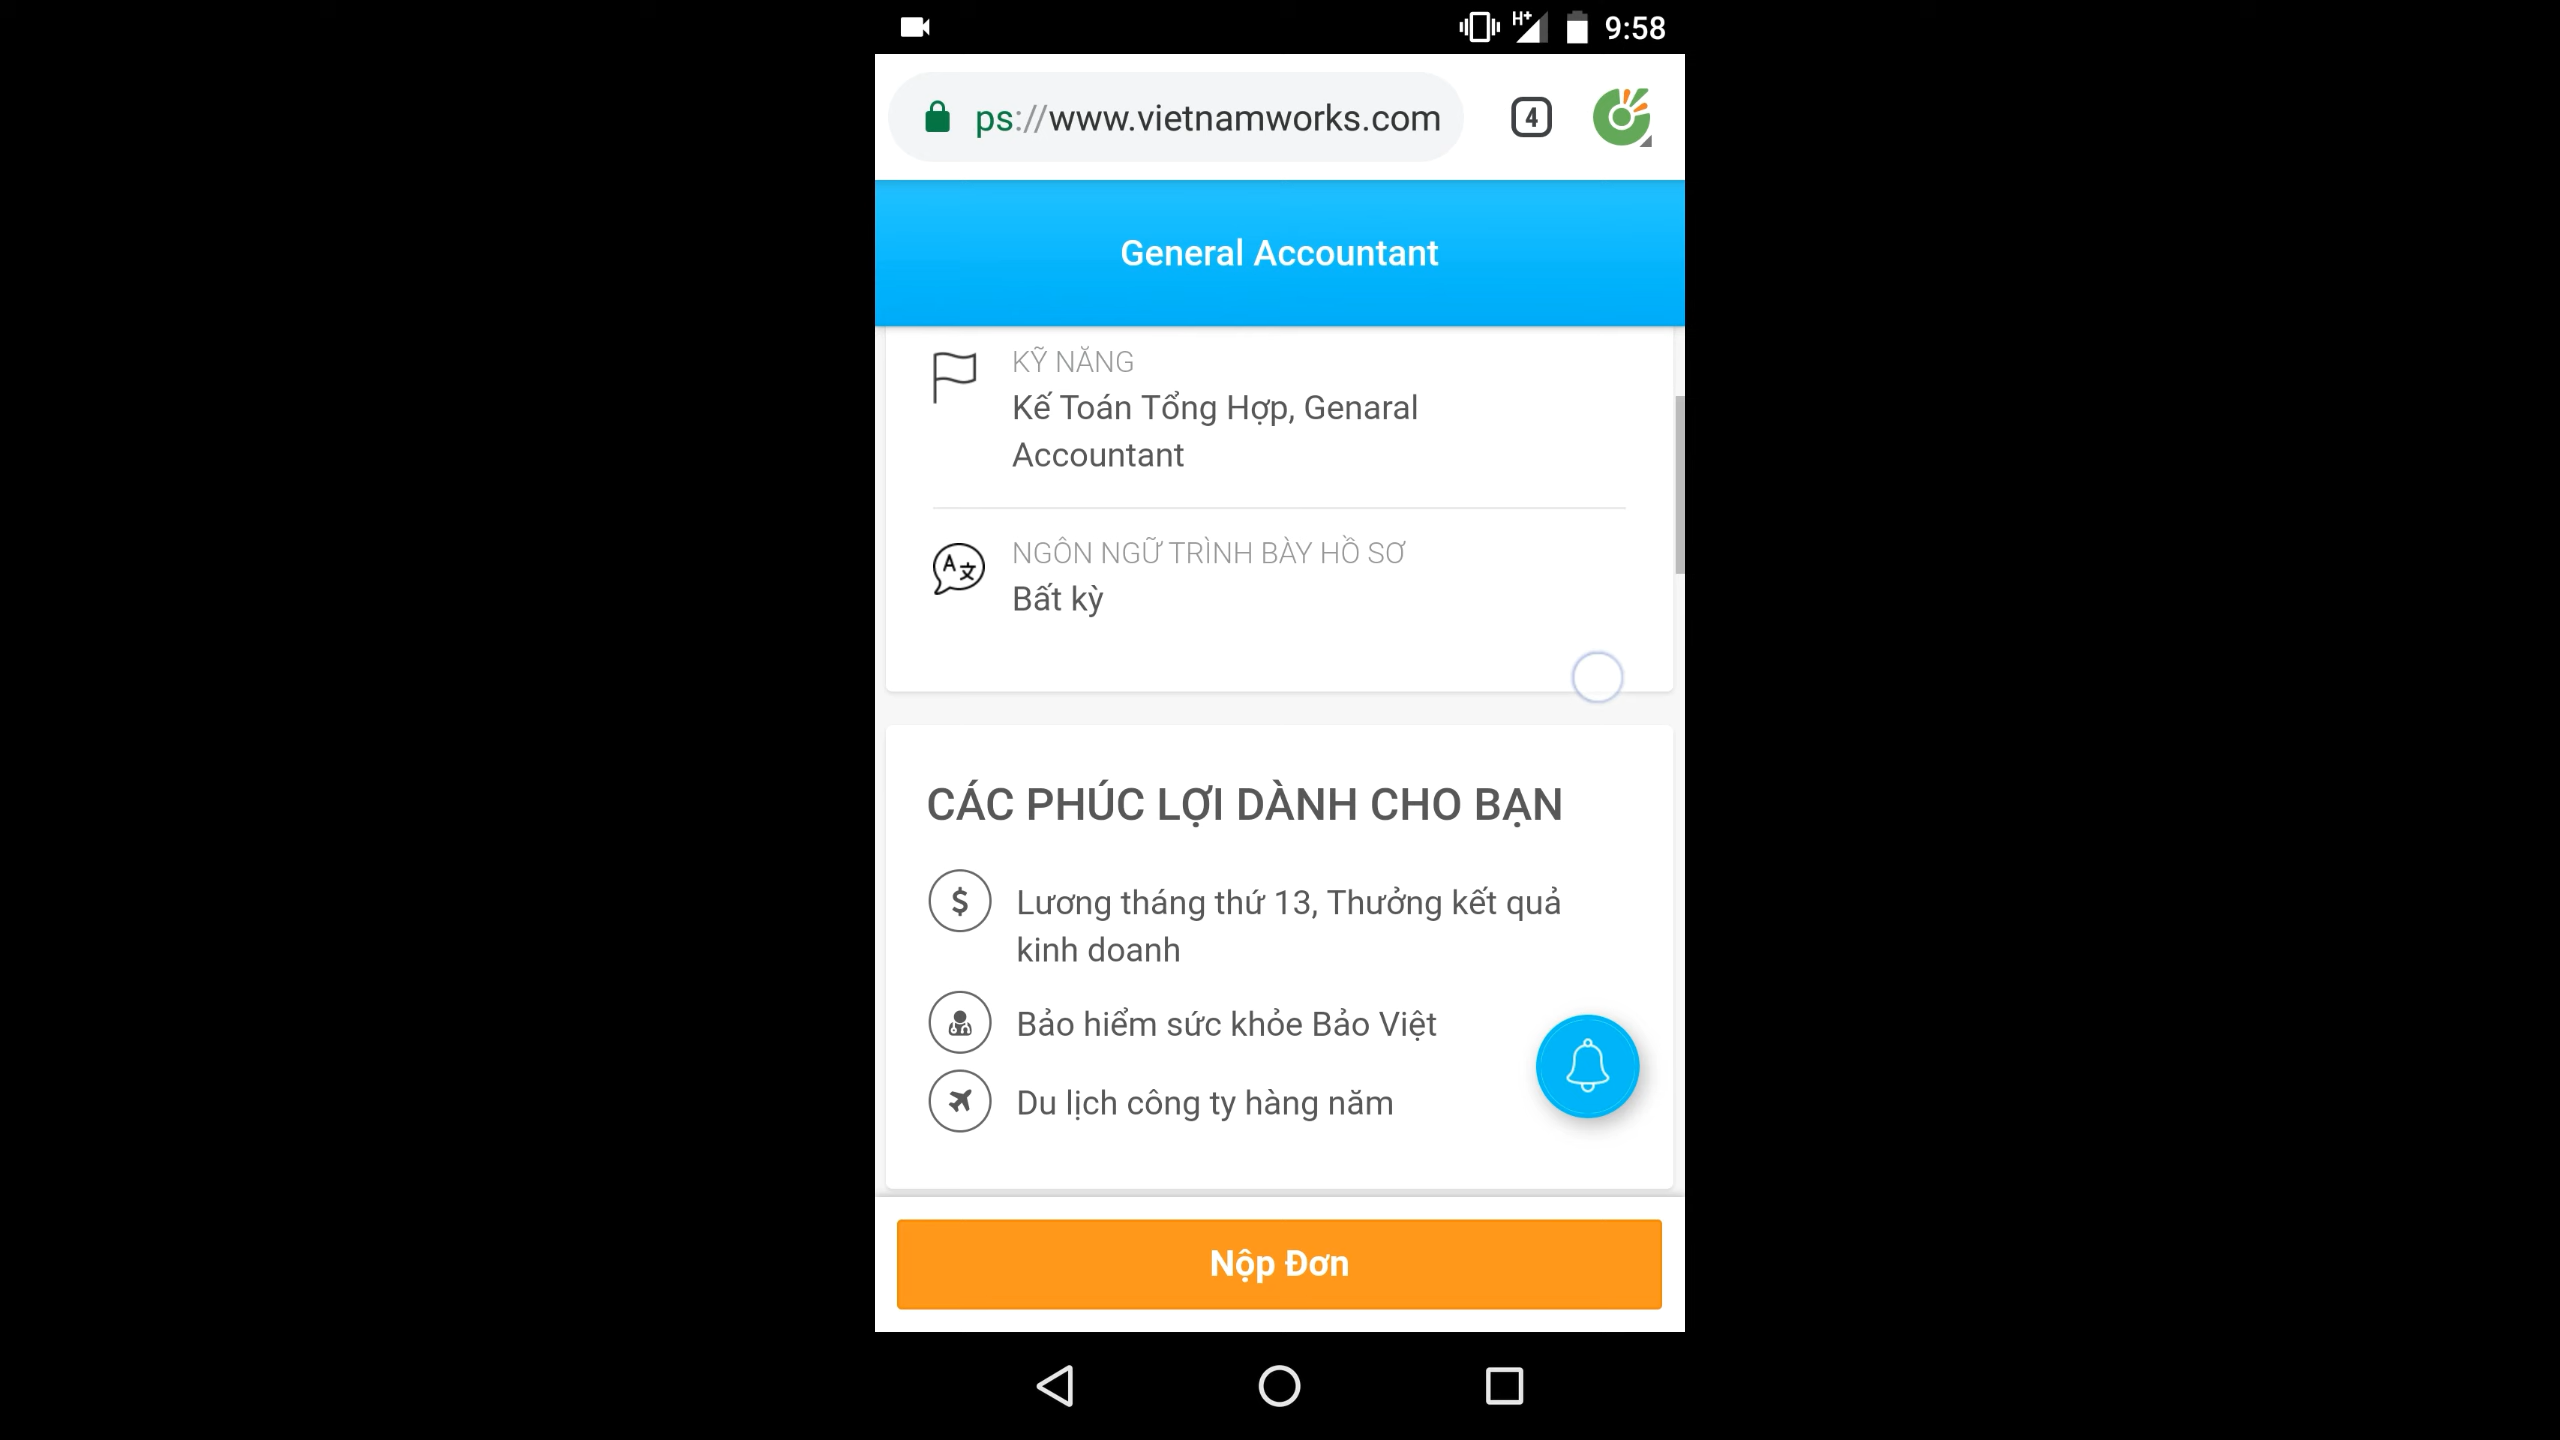 H+ 9:58
ps://www.vietnamworks.com 4
General Accountant
KỸ NĂNG
Kế Toán Tổng Hợp, Genaral
Accountant
A文
NGÔN NGỮ TRÌNH BÀY HỒ SƠ
Bất kỳ
CÁC PHÚC LỢI DÀNH CHO BẠN
$ Lương tháng thứ 13, Thưởng kết quả
kinh doanh
Bảo hiểm sức khỏe Bảo Việt
Du lịch công ty hàng năm
Nộp Đơn